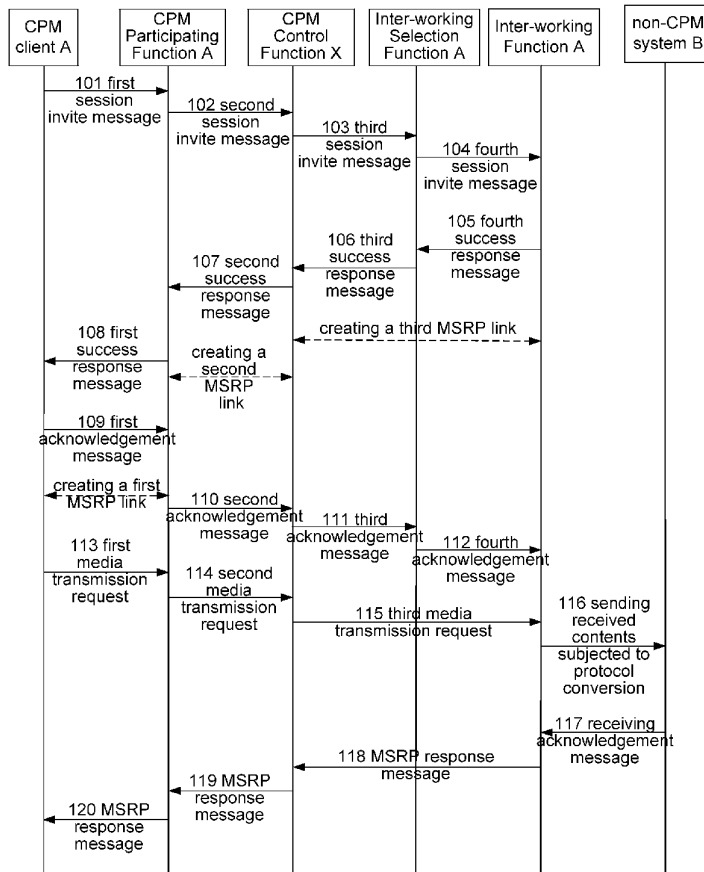 CPM
client A
CPM
Participating
Function A
CPM
Control
Function X
Inter-working
Selection
Function A
Inter-working
Function A
non-CPM
system B
101 first
session
invite message
102 second
session
invite message
103 third
session
invite message
104 fourth
session
invite message
105 fourth
success
response
message
106 third
success
response
message
107 second
success
response
message
creating a third MSRP link
108 first
success
response
message
creating a
second
MSRP
link
109 first
acknowledgement
message
creating a first
MSRP link
110 second
acknowledgement
message
111 third
acknowledgement
message
112 fourth
acknowledgement
message
113 first
media
transmission
request
114 second
media
transmission
request
115 third media
transmission request
116 sending
received
contents
subjected to
protocol
conversion
117 receiving
acknowledgement
message
118 MSRP response
message
119 MSRP
response
message
120 MSRP
response
message